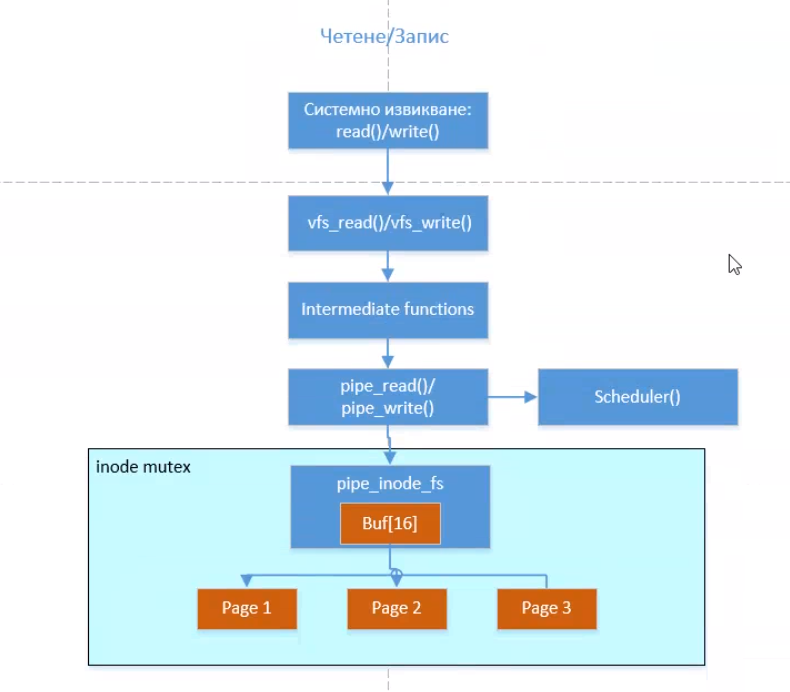 Четене/Запис
Системно извикване:
read()/write()
vfs_read()/vfs_write()
Intermediate functions
pipe_read()/
pipe_write()
Scheduler()
inode mutex
pipe_inode_fs
Buf[16]
Page 1
Page 2
Page 3